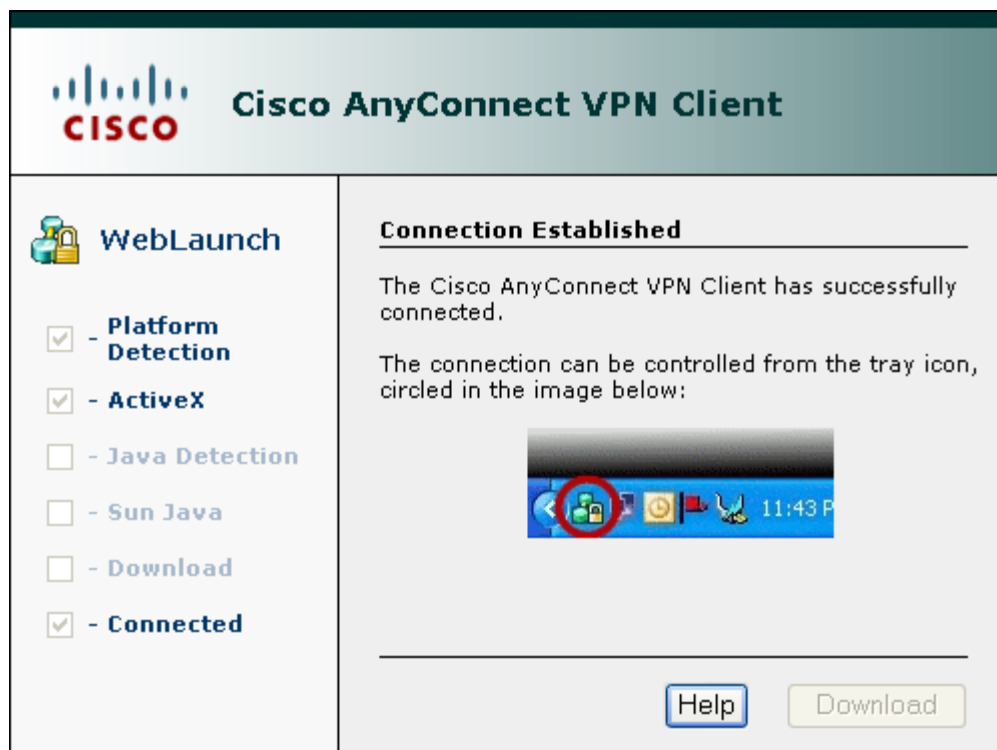 CISCO
Cisco AnyConnect VPN Client
WebLaunch
- Platform
Detection
- ActiveX
- Java Detection
- Sun Java
- Download
- Connected
Connection Established
The Cisco AnyConnect VPN Client has successfully
connected.
The connection can be controlled from the tray icon,
circled in the image below:
11:43 P
Help
Download